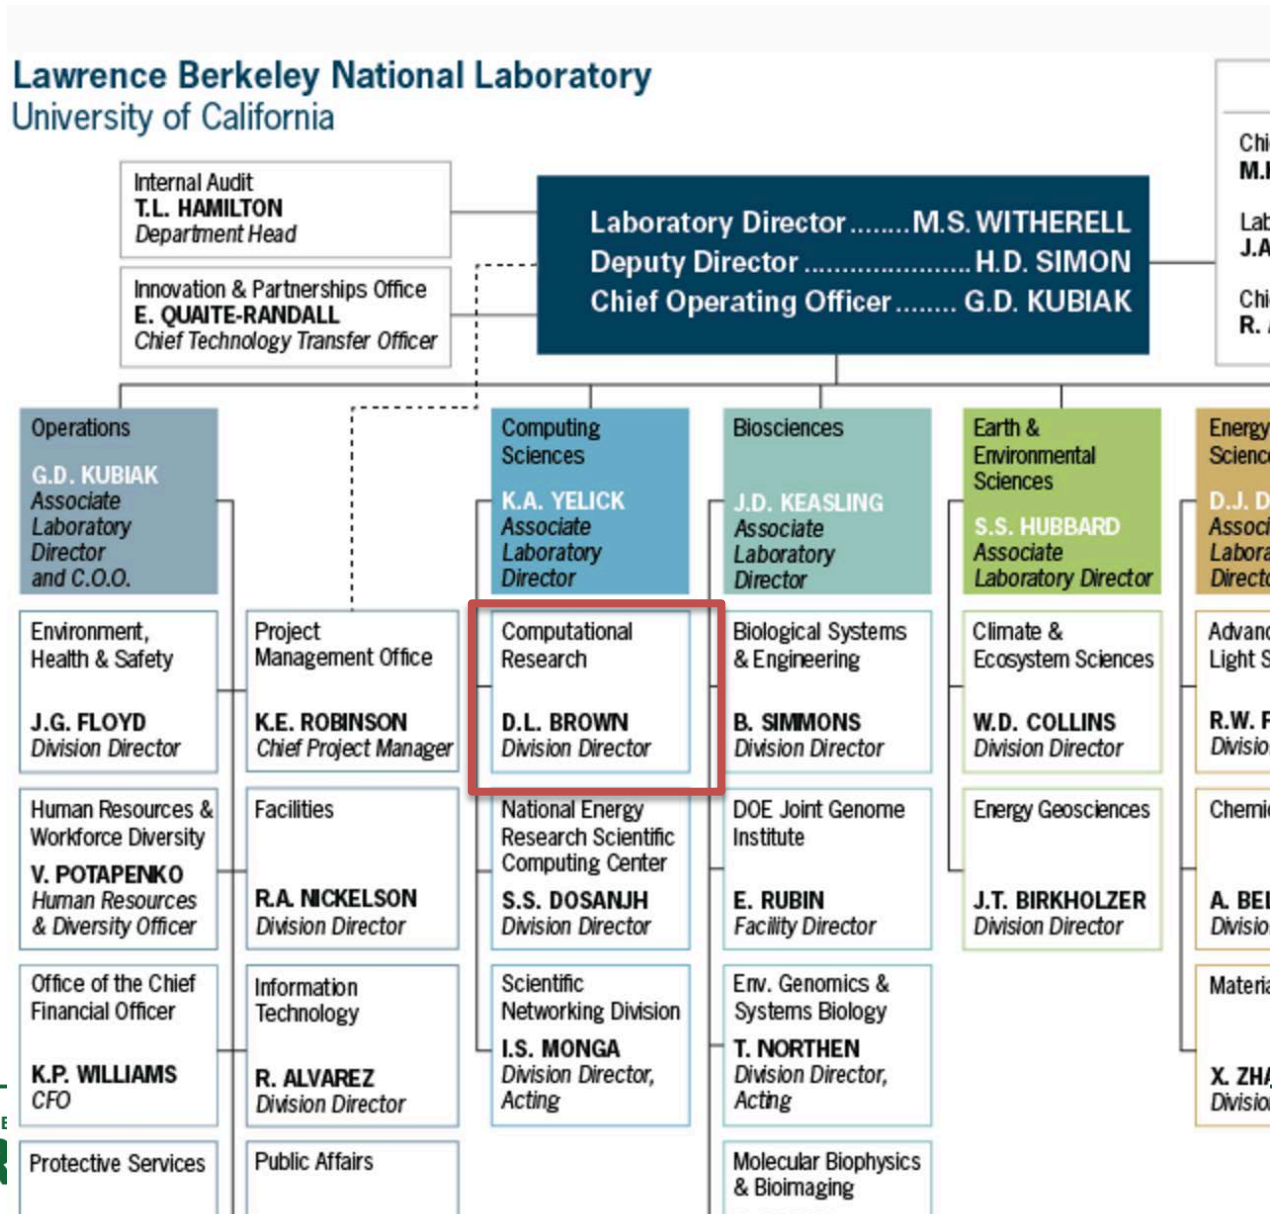 Lawrence Berkeley National Laboratory
University of California
Internal Audit
T.L. HAMILTON
Department Head
Innovation & Partnerships Office
E. QUAITE-RANDALL
Chief Technology Transfer Officer
Laboratory Director ........ M.S. WITHERELL
Deputy Director ...................... H.D. SIMON
Chief Operating Officer ........ G.D. KUBIAK
J.A
R.
Operations
G.D. KUBIAK
Associate
Laboratory
Director
and C.O.O.
Environment,
Health & Safety
J.G. FLOYD
Division Director
Human Resources &
Workforce Diversity
V. POTAPENKO
Human Resources
& Diversity Officer
Office of the Chief
Financial Officer
K.P. WILLIAMS
CFO
Protective Services
Project
Management Office
K.E. ROBINSON
Chief Project Manager
Facilities
R.A. NICKELSON
Division Director
Information
Technology
R. ALVAREZ
Division Director
Public Affairs
Computing
Sciences
K.A. YELICK
Associate
Laboratory
Director
Computational
Research
D.L. BROWN
Division Director
National Energy
Research Scientific
Computing Center
S.S. DOSANJH
Division Director
Scientific
Networking Division
I.S. MONGA
Division Director,
Acting
Biosciences
J.D. KEASLING
Associate
Laboratory
Director
Biological Systems
& Engineering
B. SIMMONS
Division Director
DOE Joint Genome
Institute
E. RUBIN
Facility Director
Env. Genomics &
Systems Biology
T. NORTHEN
Division Director,
Acting
Molecular Biophysics
& Bioimaging
Earth &
Environmental
Sciences
S.S. HUBBARD
Associate
Laboratory Director
Climate &
Ecosystem Sciences
W.D. COLLINS
Division Director
Energy Geosciences
J.T. BIRKHOLZER
Division Director
Energy
D.J.
R.W.
A.
X.